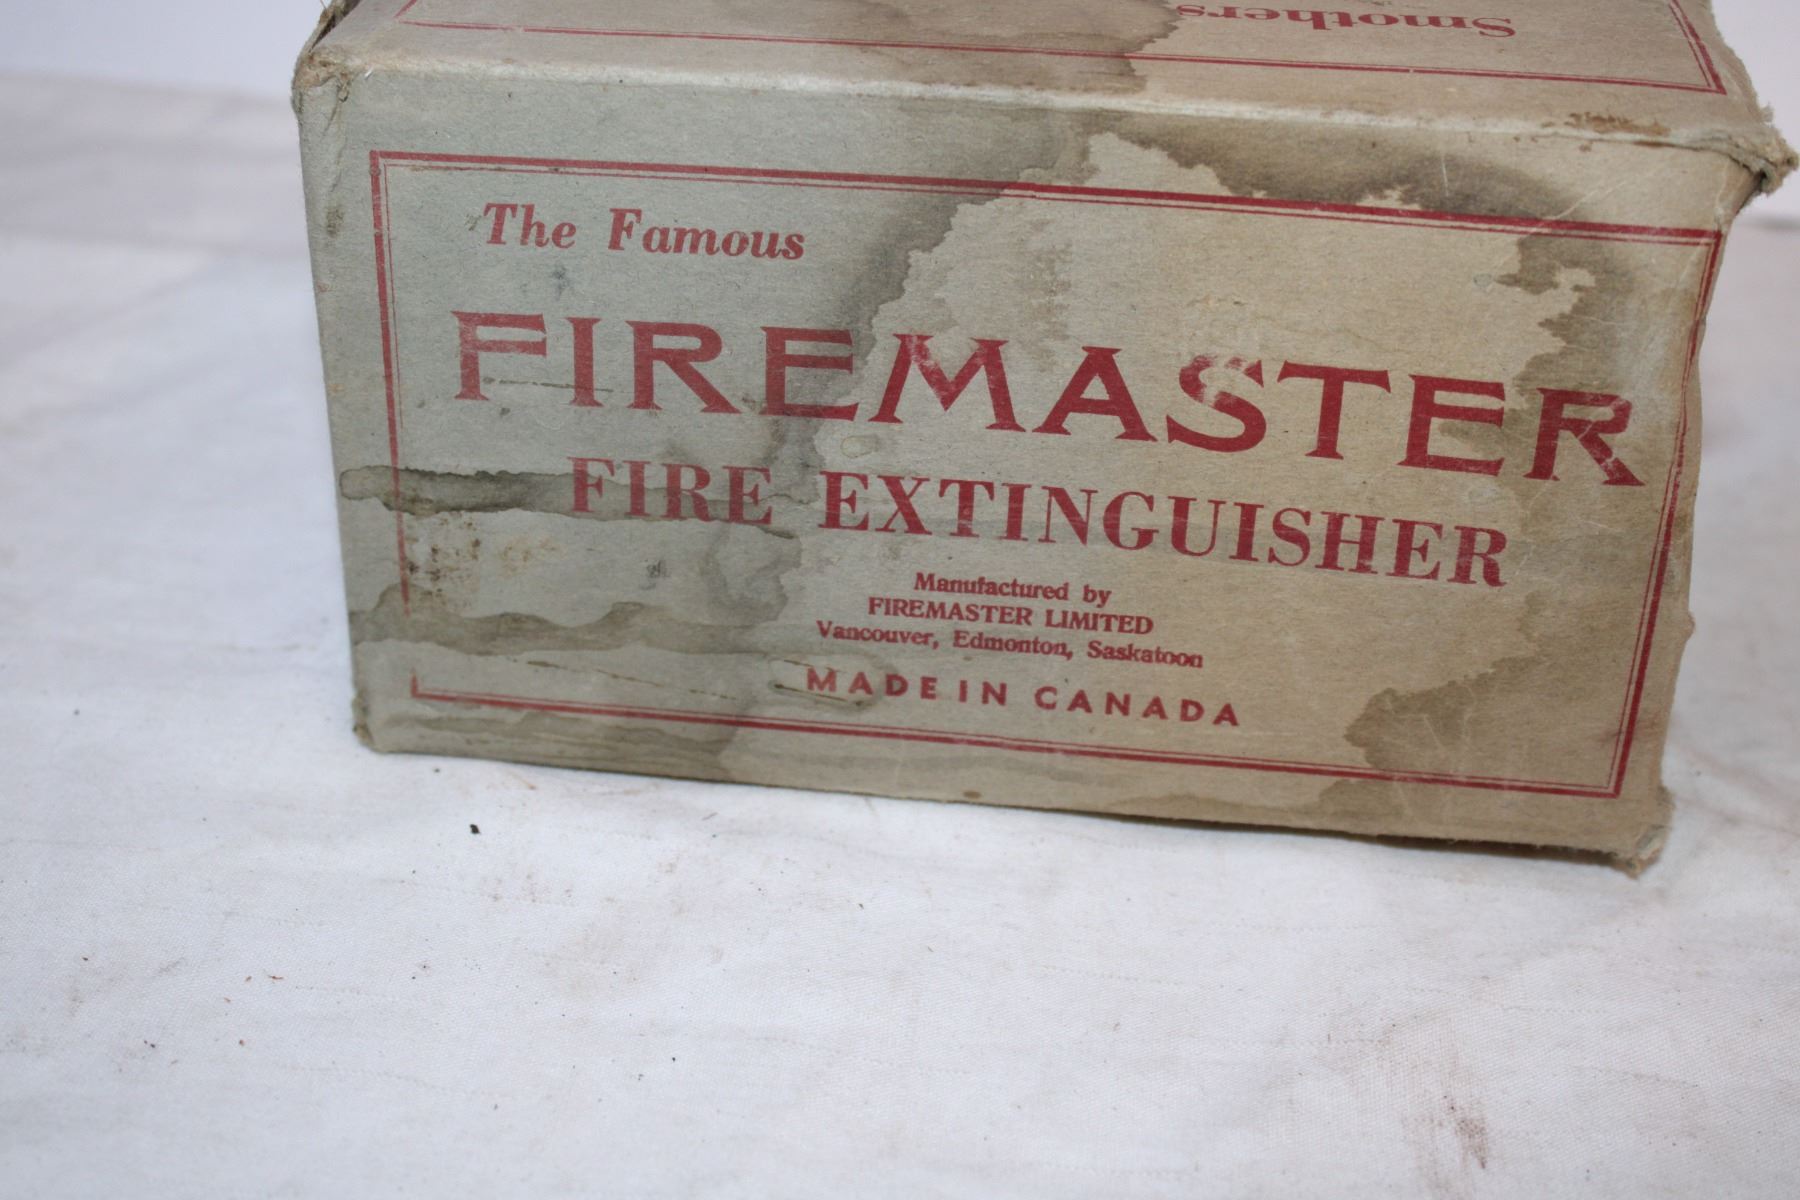 Smothers
The Famous
FIREMASTER
FIRE EXTINGUISHER
Manufactured by
FIREMASTER LIMITED
Vancouver, Edmonton, Saskatoon
MADE IN CANADA